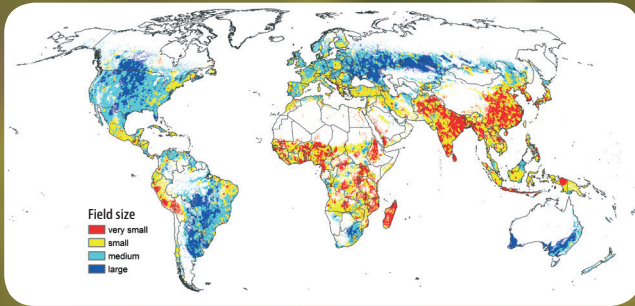 Field size
very small
small
medium
large